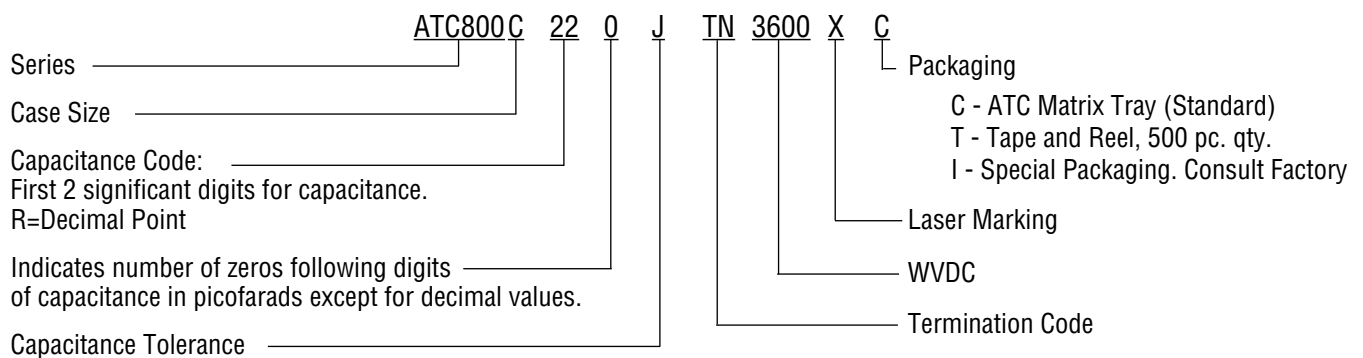 ATC800 C 22 0 J TN 3600 X C
Series
Case Size
Capacitance Code:
First 2 significant digits for capacitance.
R=Decimal Point
Indicates number of zeros following digits
of capacitance in picofarads except for decimal values.
Capacitance Tolerance
Packaging
C - ATC Matrix Tray (Standard)
T - Tape and Reel, 500 pc. qty.
I - Special Packaging. Consult Factory
Laser Marking
WVDC
Termination Code